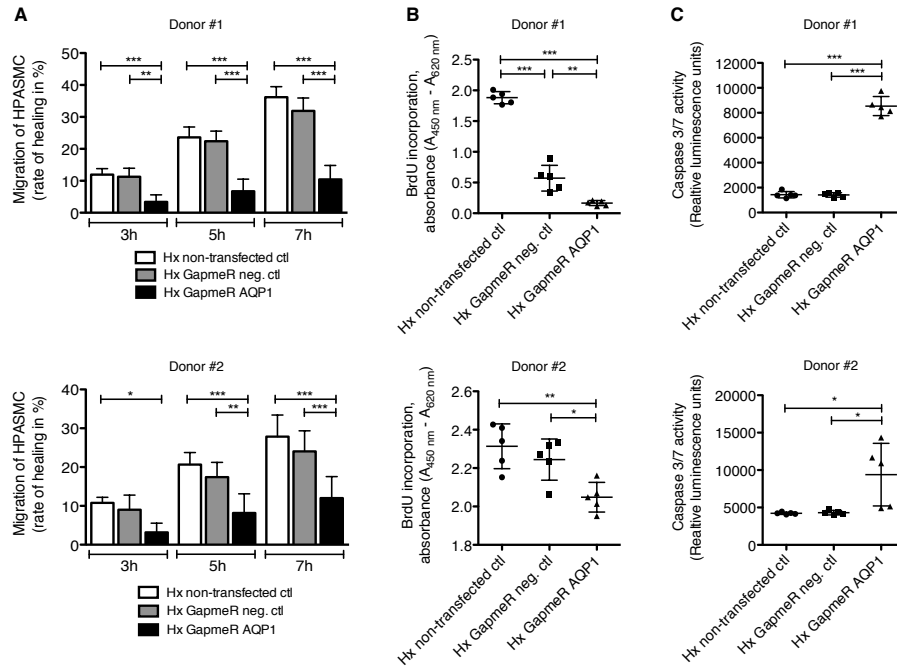 A
Donor #1
Migration of HPASMC
(rate of healing in %)
50
40
30
20
10
0
***
**
***
***
***
***
3h
5h
7h
Hx non-transfected ctl
Hx GapmeR neg. ctl
Hx GapmeR AQP1
B
Donor #1
BrdU incorporation,
absorbance (A450 nm - A620 nm)
2.5
2.0
1.5
1.0
0.5
0.0
***
***
**
Hx non-transfected ctl
Hx GapmeR neg. ctl
Hx GapmeR AQP1
C
Donor #1
Caspase 3/7 activity
(Realtive luminescence units)
12000
10000
8000
6000
4000
2000
0
***
***
Hx non-transfected ctl
Hx GapmeR neg. ctl
Hx GapmeR AQP1
Donor #2
Migration of HPASMC
(rate of healing in %)
40
30
20
10
0
*
***
**
***
***
3h
5h
7h
Hx non-transfected ctl
Hx GapmeR neg. ctl
Hx GapmeR AQP1
Donor #2
BrdU incorporation,
absorbance (A450 nm - A620 nm)
2.6
2.4
2.2
2.0
1.8
**
*
Hx non-transfected ctl
Hx GapmeR neg. ctl
Hx GapmeR AQP1
Donor #2
Caspase 3/7 activity
(Realtive luminescence units)
20000
15000
10000
5000
0
*
*
Hx non-transfected ctl
Hx GapmeR neg. ctl
Hx GapmeR AQP1